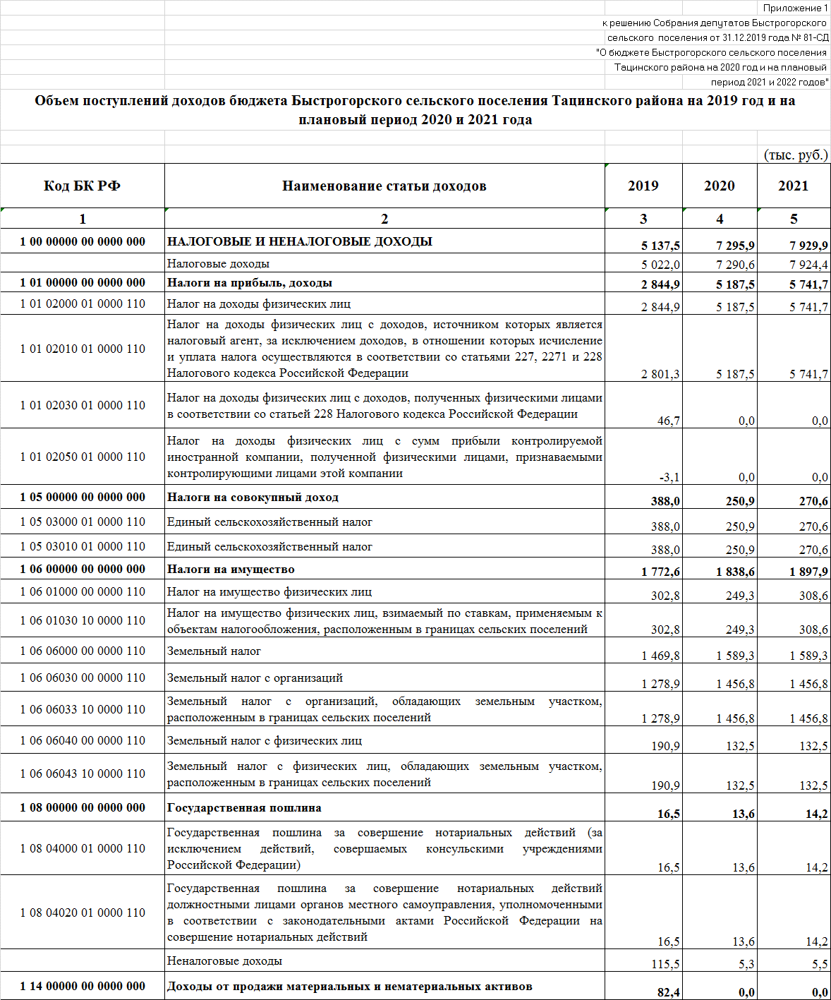 Приложение 1
к решению Собрания депутатов Быстрогорского
сельского поселения от 31.12.2019 года № 81-СД
"О бюджете Быстрогорского сельского поселения
Тацинского района на 2020 год и на плановый
период 2021 и 2022 годов"
Объем поступлений доходов бюджета Быстрогорского сельского поселения Тацинского района на 2019 год и на
плановый период 2020 и 2021 года
(тыс. руб.)
Код БК РФ Наименование статьи доходов 2019 2020 2021
1 2 3 4 5
1 00 00000 00 0000 000 НАЛОГОВЫЕ И НЕНАЛОГОВЫЕ ДОХОДЫ 5 137,5 7 295,9 7 929,9
Налоговые доходы 5 022,0 7 290,6 7 924,4
1 01 00000 00 0000 000 Налоги на прибыль, доходы 2 844,9 5 187,5 5 741,7
1 01 02000 01 0000 110 Налог на доходы физических лиц 2 844,9 5 187,5 5 741,7
1 01 02010 01 0000 110 Налог на доходы физических лиц с доходов, источником которых является
налоговый агент, за исключением доходов, в отношении которых исчисление
и уплата налога осуществляются в соответствии со статьями 227, 2271 и 228
Налогового кодекса Российской Федерации 2 801,3 5 187,5 5 741,7
1 01 02030 01 0000 110 Налог на доходы физических лиц с доходов, полученных физическими лицами
в соответствии со статьей 228 Налогового кодекса Российской Федерации 46,7 0,0 0,0
1 01 02050 01 0000 110 Налог на доходы физических лиц с сумм прибыли контролируемой
иностранной компании, полученной физическими лицами, признаваемыми
контролирующими лицами этой компании -3,1 0,0 0,0
1 05 00000 00 0000 000 Налоги на совокупный доход 388,0 250,9 270,6
1 05 03000 01 0000 110 Единый сельскохозяйственный налог 388,0 250,9 270,6
1 05 03010 01 0000 110 Единый сельскохозяйственный налог 388,0 250,9 270,6
1 06 00000 00 0000 000 Налоги на имущество 1 772,6 1 838,6 1 897,9
1 06 01000 00 0000 110 Налог на имущество физических лиц 302,8 249,3 308,6
1 06 01030 10 0000 110 Налог на имущество физических лиц, взимаемый по ставкам, применяемым к
объектам налогообложения, расположенным в границах сельских поселений 302,8 249,3 308,6
1 06 06000 00 0000 110 Земельный налог 1 469,8 1 589,3 1 589,3
1 06 06030 00 0000 110 Земельный налог с организаций 1 278,9 1 456,8 1 456,8
1 06 06033 10 0000 110 Земельный налог с организаций, обладающих земельным участком,
расположенным в границах сельских поселений 1 278,9 1 456,8 1 456,8
1 06 06040 00 0000 110 Земельный налог с физических лиц 190,9 132,5 132,5
1 06 06043 10 0000 110 Земельный налог с физических лиц, обладающих земельным участком,
расположенным в границах сельских поселений 190,9 132,5 132,5
1 08 00000 00 0000 000 Государственная пошлина 16,5 13,6 14,2
1 08 04000 01 0000 110 Государственная пошлина за совершение нотариальных действий (за
исключением действий, совершаемых консульскими учреждениями
Российской Федерации) 16,5 13,6 14,2
1 08 04020 01 0000 110 Государственная пошлина за совершение нотариальных действий
должностными лицами органов местного самоуправления, уполномоченными
в соответствии с законодательными актами Российской Федерации на
совершение нотариальных действий 16,5 13,6 14,2
Неналоговые доходы 115,5 5,3 5,5
1 14 00000 00 0000 000 Доходы от продажи материальных и нематериальных активов 82,4 0,0 0,0